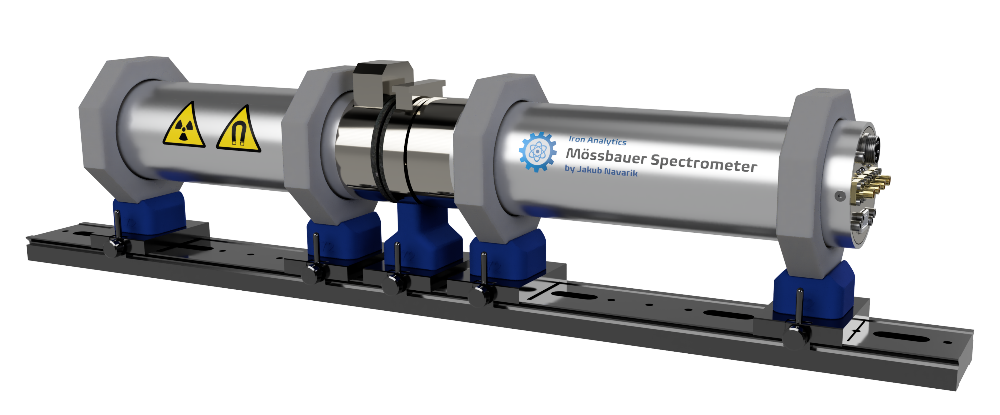 Iron Analytics
Mössbauer Spectrometer
by Jakub Navarik